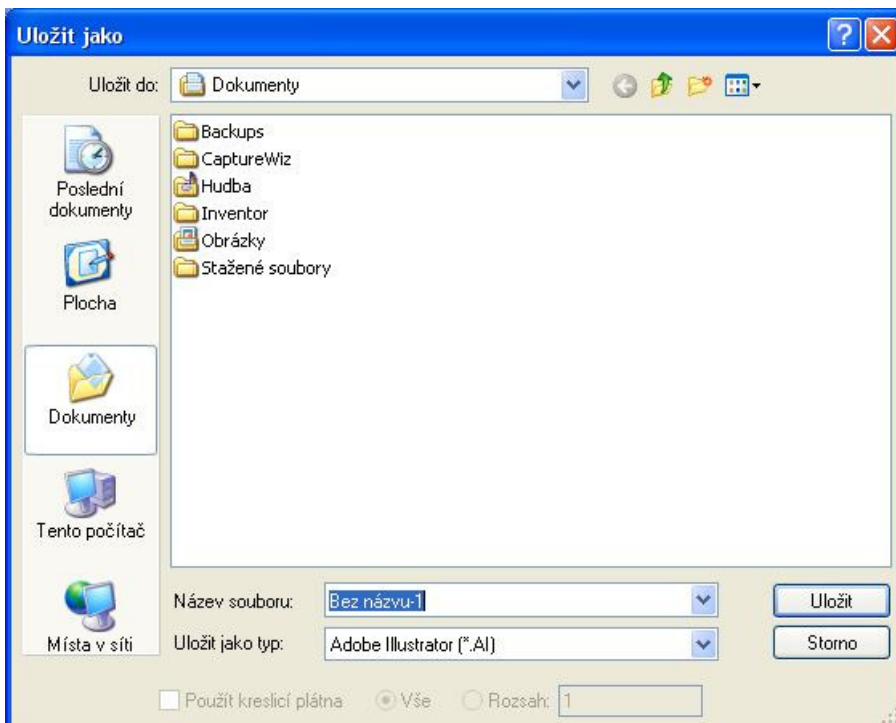 Uložit jako
Uložit do: Dokumenty
Poslední
dokumenty
Plocha
Dokumenty
Tento počítač
Místa v síti
Backups
CaptureWiz
Hudba
Inventor
Obrázky
Stažené soubory
Název souboru: Bez názvu-1 Uložit
Uložit jako typ: Adobe Illustrator (*.AI) Storno
Použít kreslicí plátna Vše Rozsah: 1